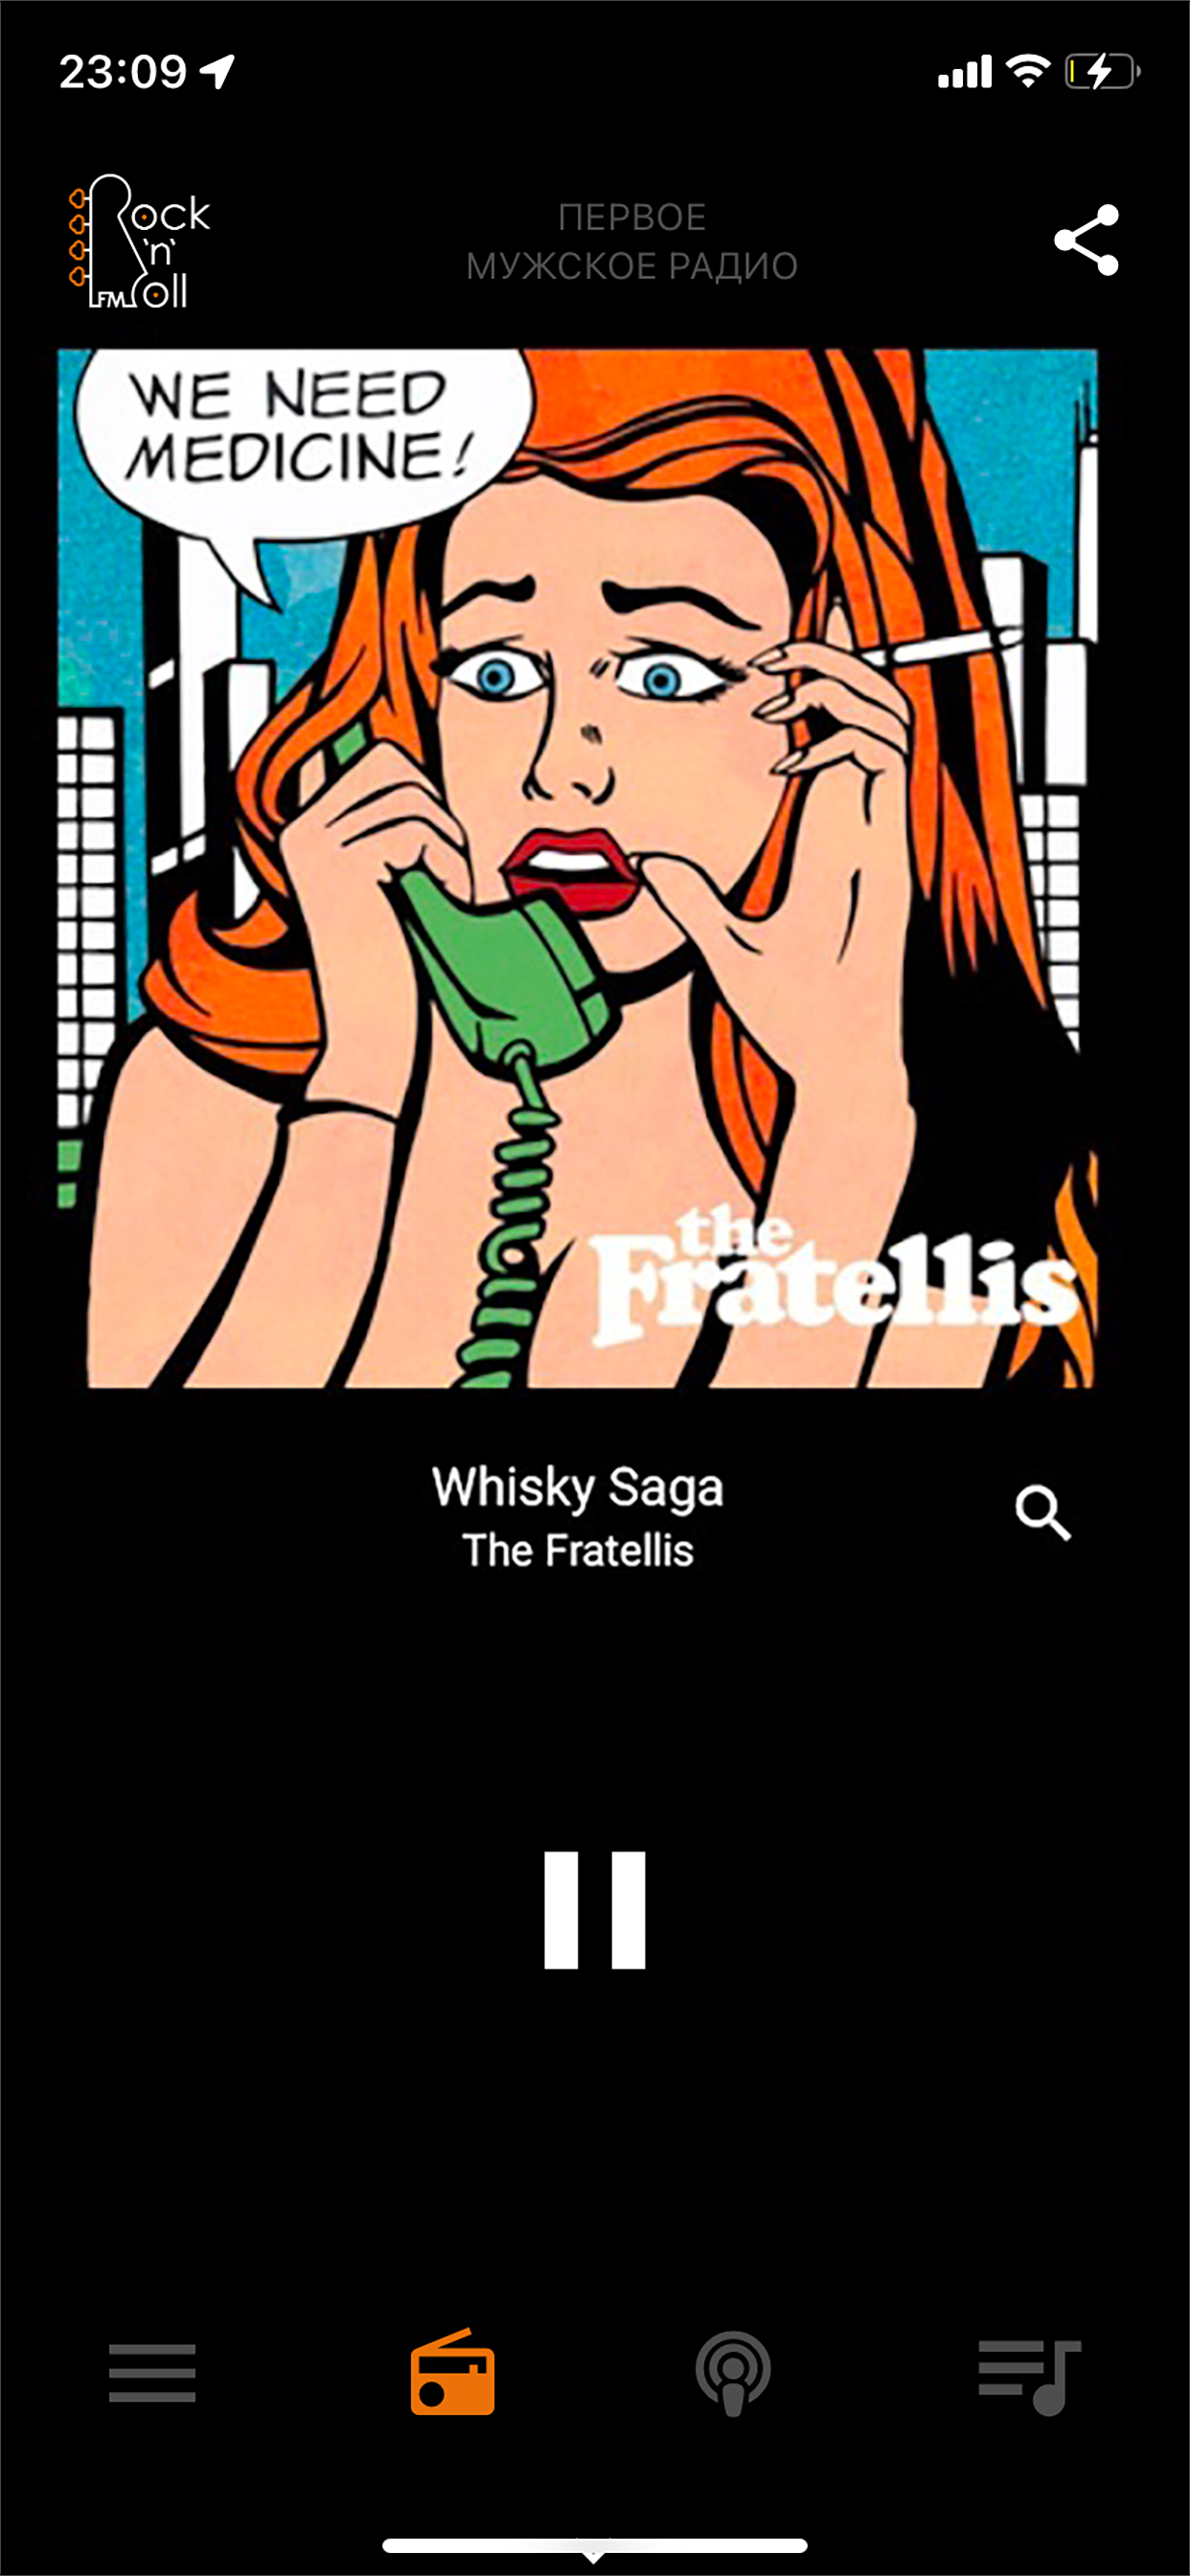 23:09
Rock
'n'
FM Roll
ПЕРВОЕ
МУЖСКОЕ РАДИО
WE NEED
MEDICINE!
the
Fratellis
Whisky Saga
The Fratellis